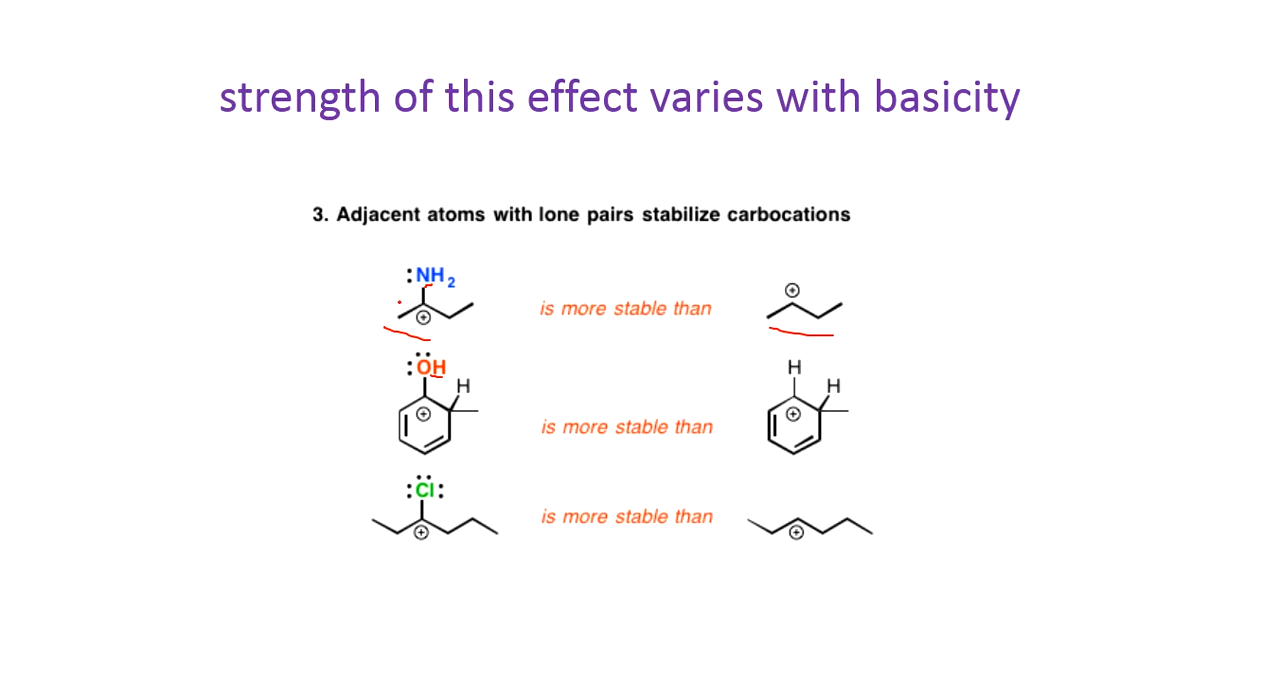 strength of this effect varies with basicity
3. Adjacent atoms with lone pairs stabilize carbocations
:NH2
⊕
is more stable than
⊕
:ÖH
H
⊕
is more stable than
H
H
⊕
:C̈l:
⊕
is more stable than
⊕